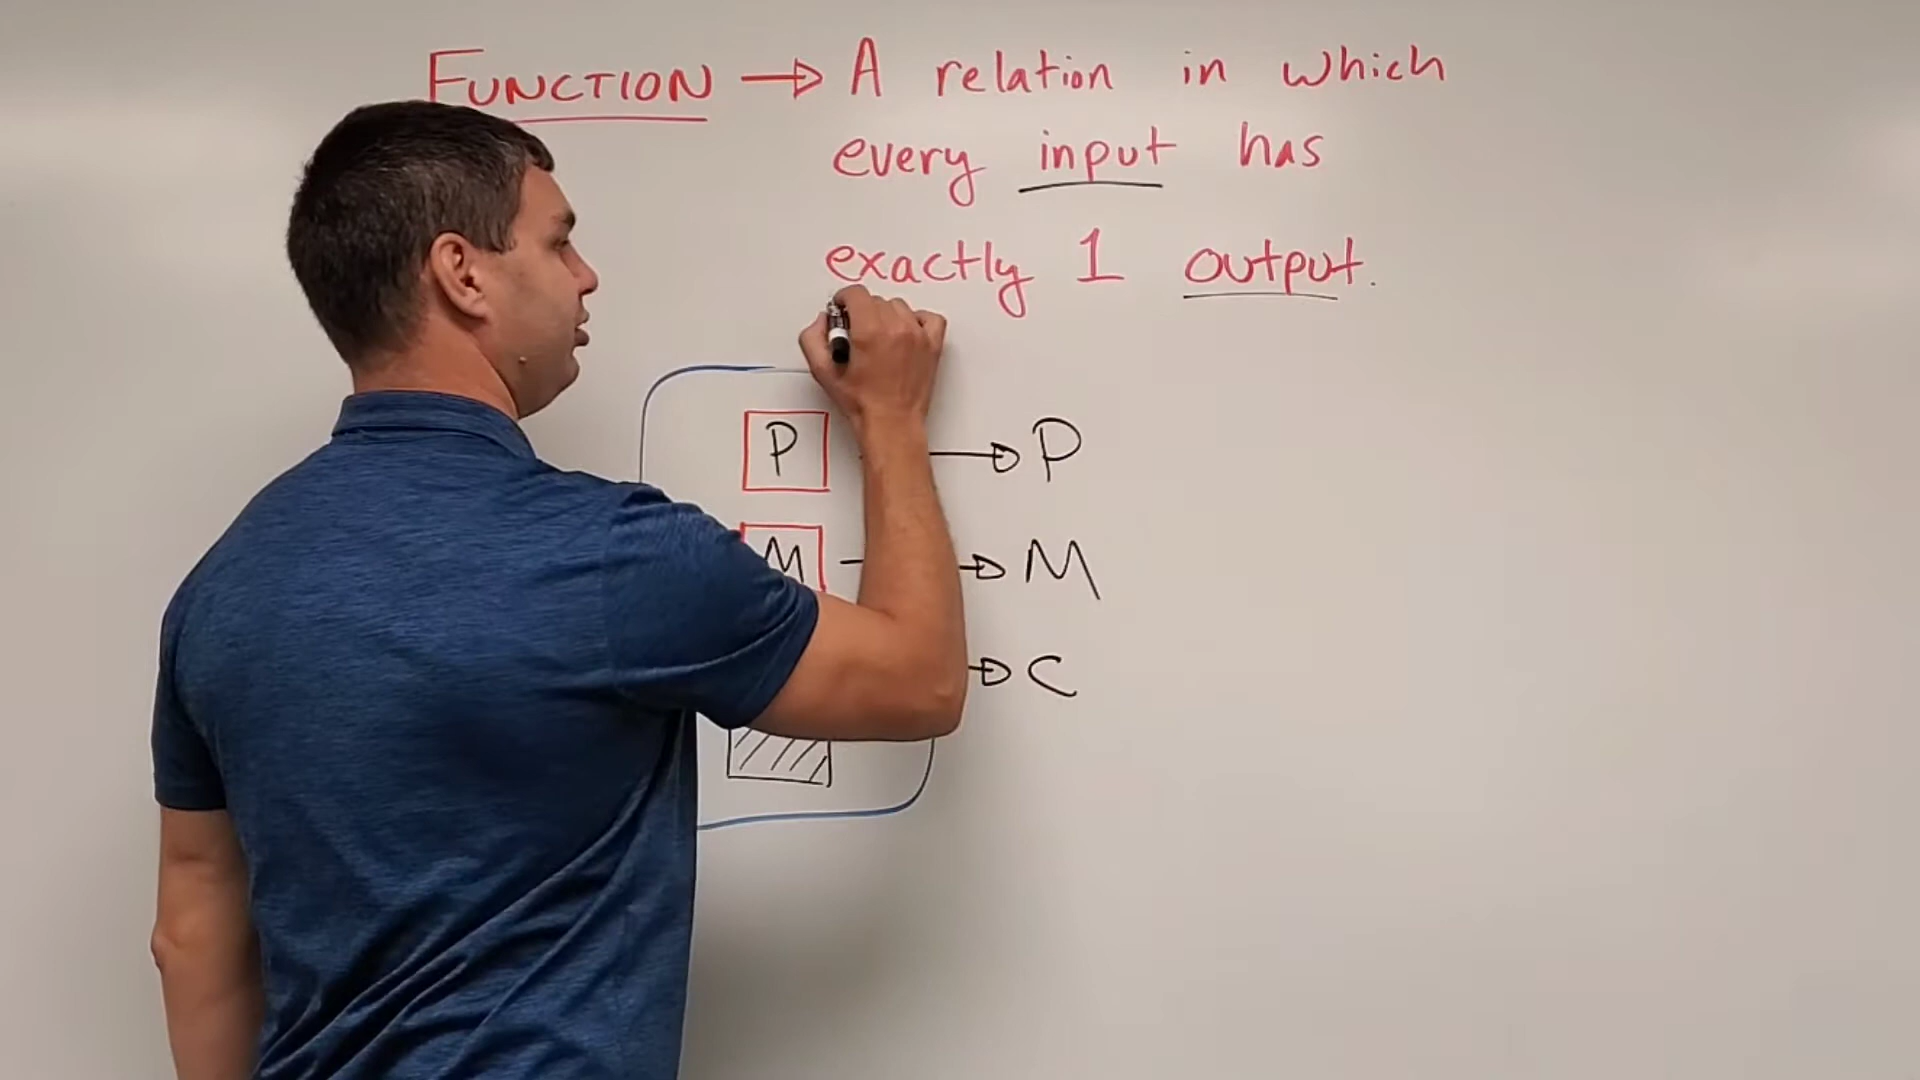 FUNCTION → A relation in which
every input has
exactly 1 output.
P → P
M → M
→ C